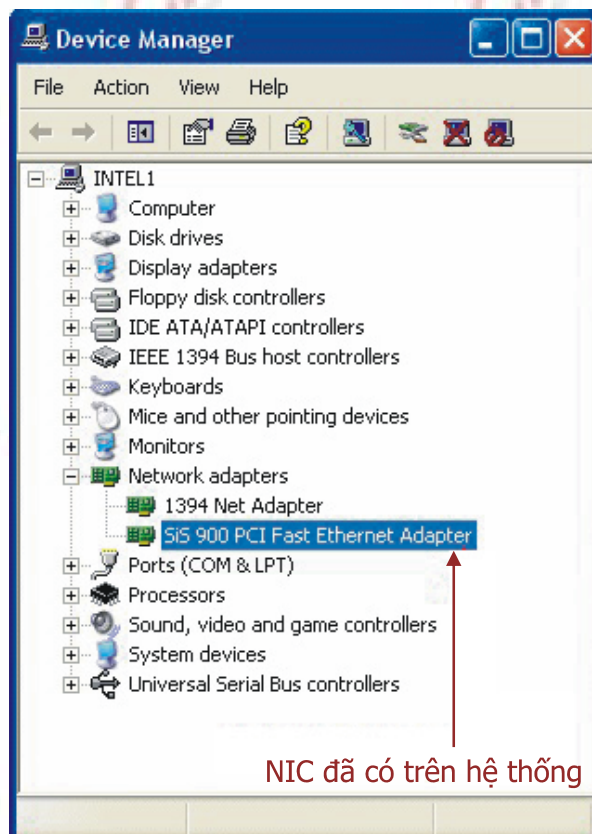 Device Manager
File Action View Help
INTEL1
Computer
Disk drives
Display adapters
Floppy disk controllers
IDE ATA/ATAPI controllers
IEEE 1394 Bus host controllers
Keyboards
Mice and other pointing devices
Monitors
Network adapters
1394 Net Adapter
SiS 900 PCI Fast Ethernet Adapter
Ports (COM & LPT)
Processors
Sound, video and game controllers
System devices
Universal Serial Bus controllers
NIC đã có trên hệ thống